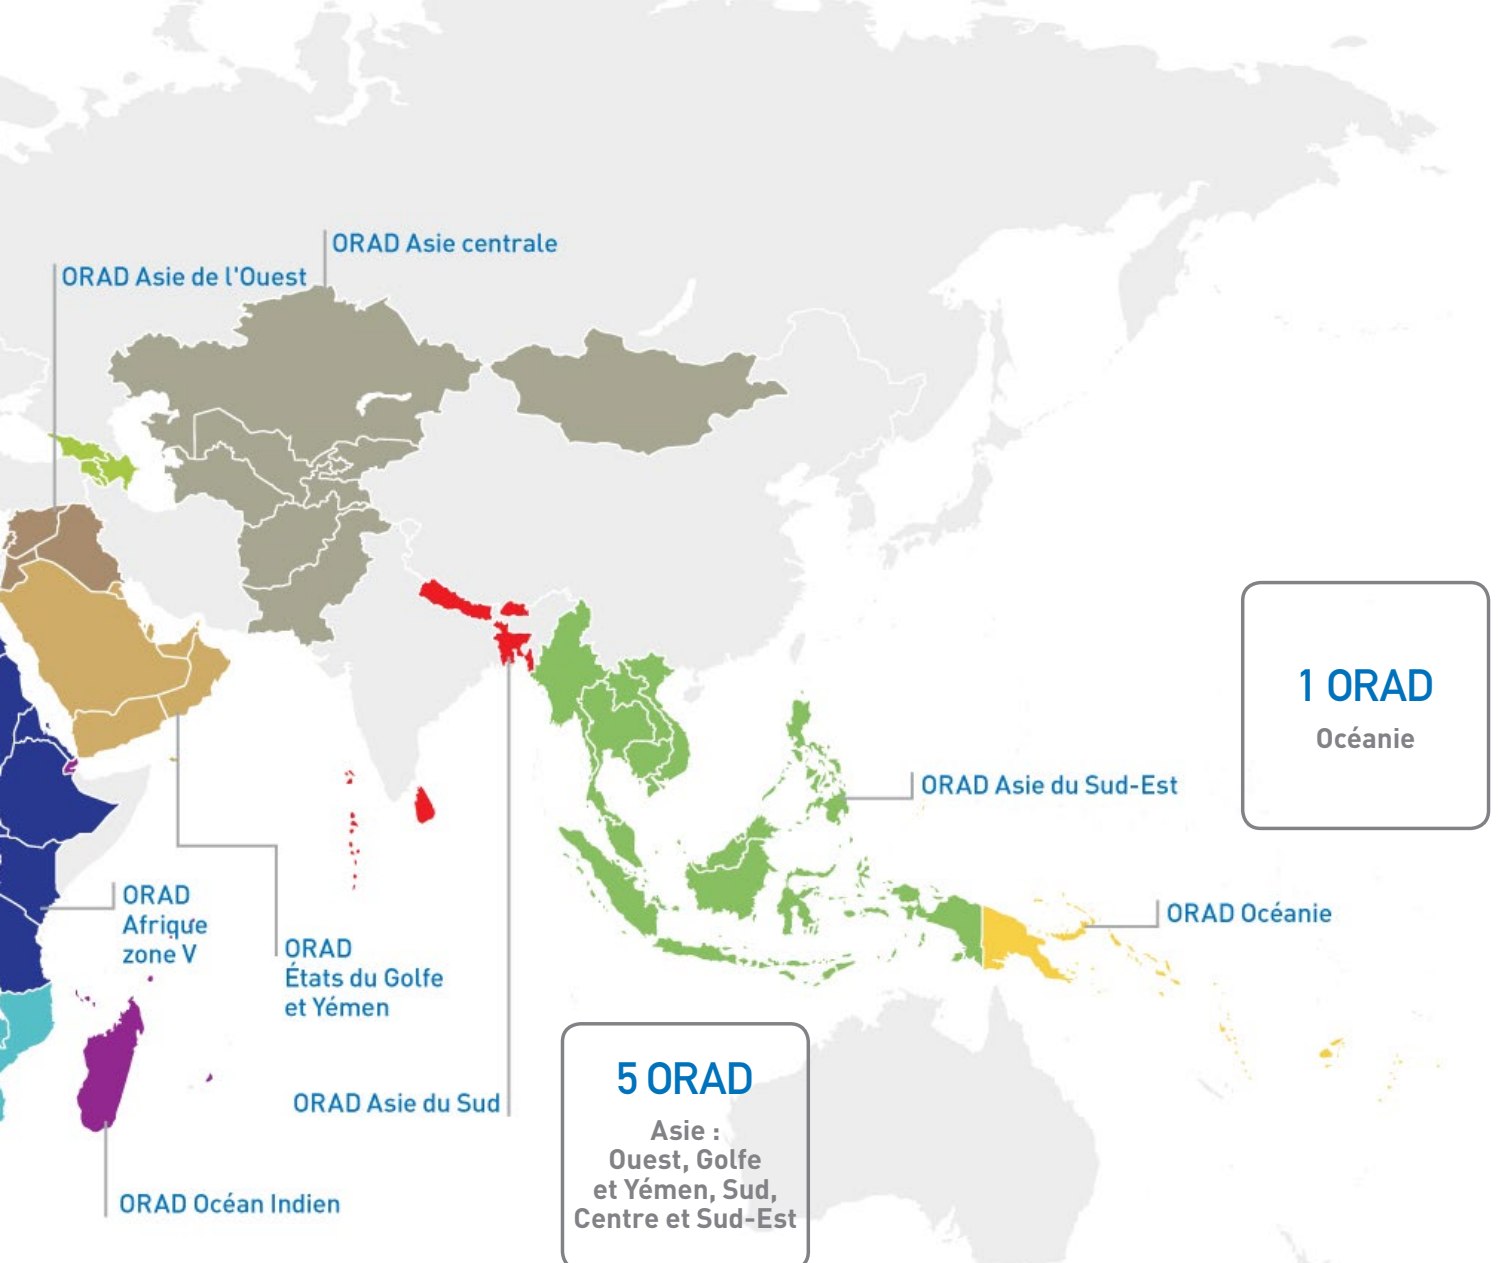 ORAD Asie centrale
ORAD Asie de l'Ouest
1 ORAD
Océanie
ORAD Asie du Sud-Est
ORAD
Afrique
zone V
ORAD Océanie
ORAD
États du Golfe
et Yémen
5 ORAD
Asie :
Ouest, Golfe
et Yémen, Sud,
Centre et Sud-Est
ORAD Asie du Sud
ORAD Océan Indien